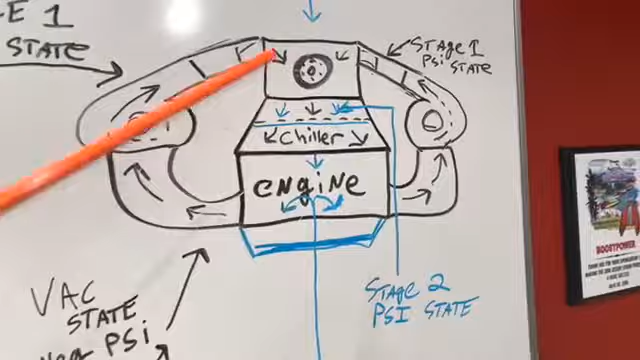 E 1
STATE
Stage 1
Psi STATE
chiller
eNgiNe
VAC
STATE
PSi
Stage 2
PSI STATE
BOOSTPOWER